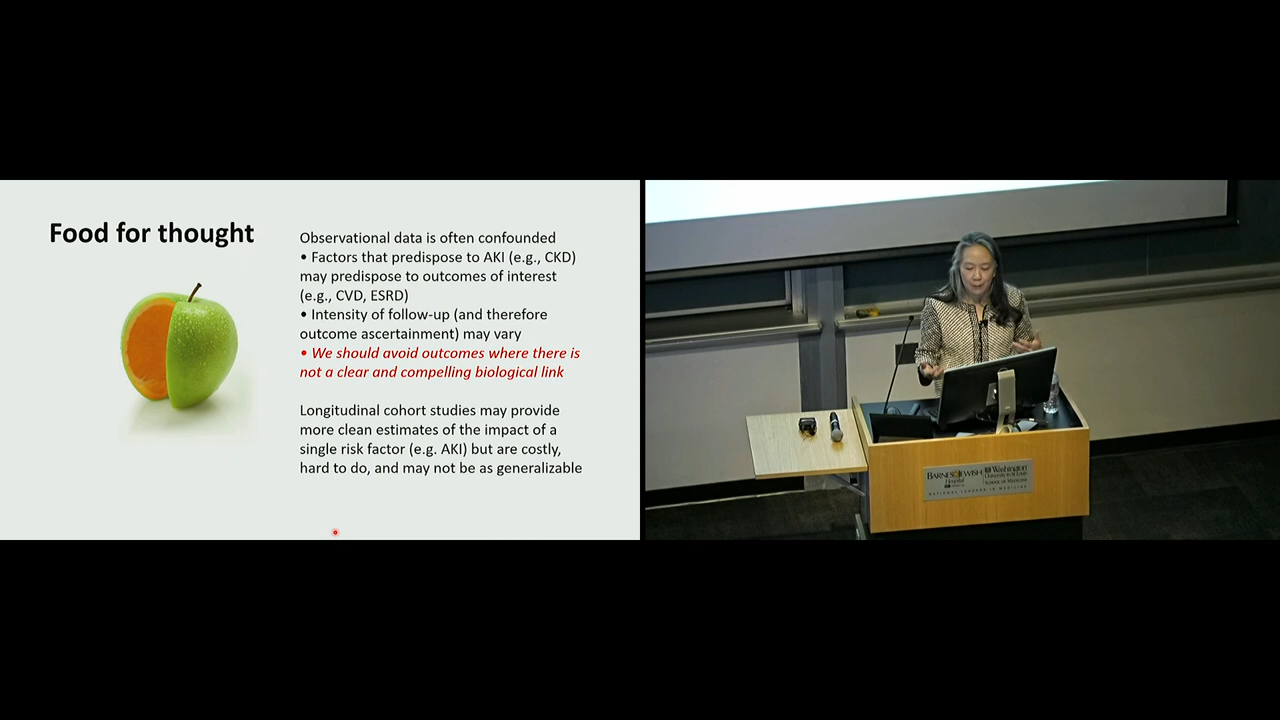 Food for thought
Observational data is often confounded
• Factors that predispose to AKI (e.g., CKD)
may predispose to outcomes of interest
(e.g., CVD, ESRD)
• Intensity of follow-up (and therefore
outcome ascertainment) may vary
• We should avoid outcomes where there is
not a clear and compelling biological link
Longitudinal cohort studies may provide
more clean estimates of the impact of a
single risk factor (e.g. AKI) but are costly,
hard to do, and may not be as generalizable
BARNES JEWISH
Hospital
Washington
University in St. Louis
SCHOOL OF MEDICINE
NATIONAL LEADERS IN MEDICINE